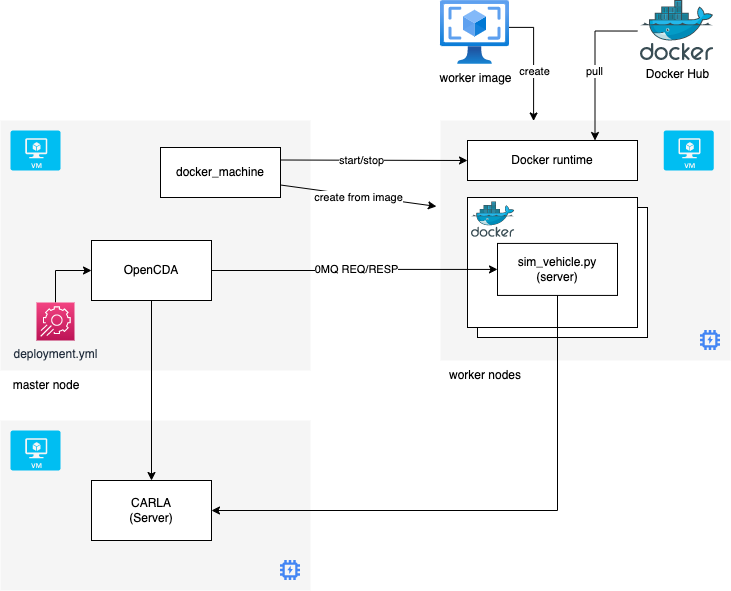 worker image
create
pull
docker
Docker Hub
VM
docker_machine
start/stop
Docker runtime
VM
create from image
docker
OpenCDA
0MQ REQ/RESP
sim_vehicle.py
(server)
deployment.yml
master node
worker nodes
VM
CARLA
(Server)